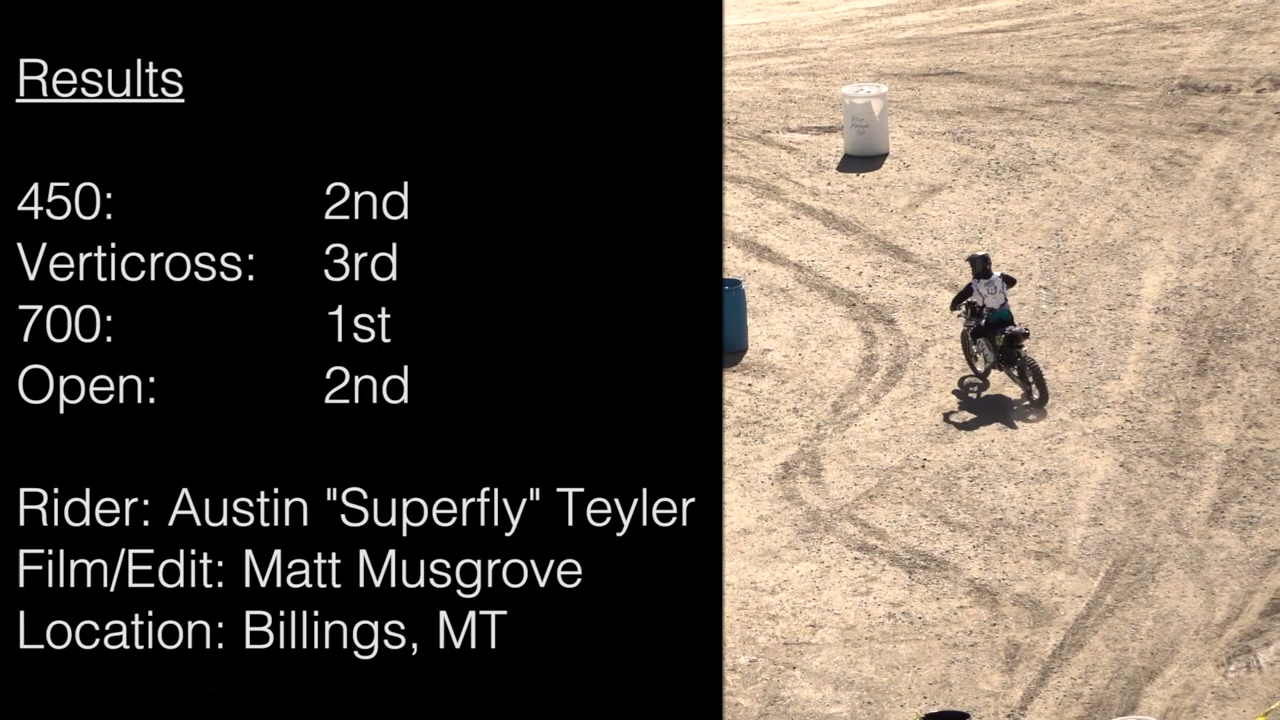 Results
450: 2nd
Verticross: 3rd
700: 1st
Open: 2nd
Rider: Austin "Superfly" Teyler
Film/Edit: Matt Musgrove
Location: Billings, MT